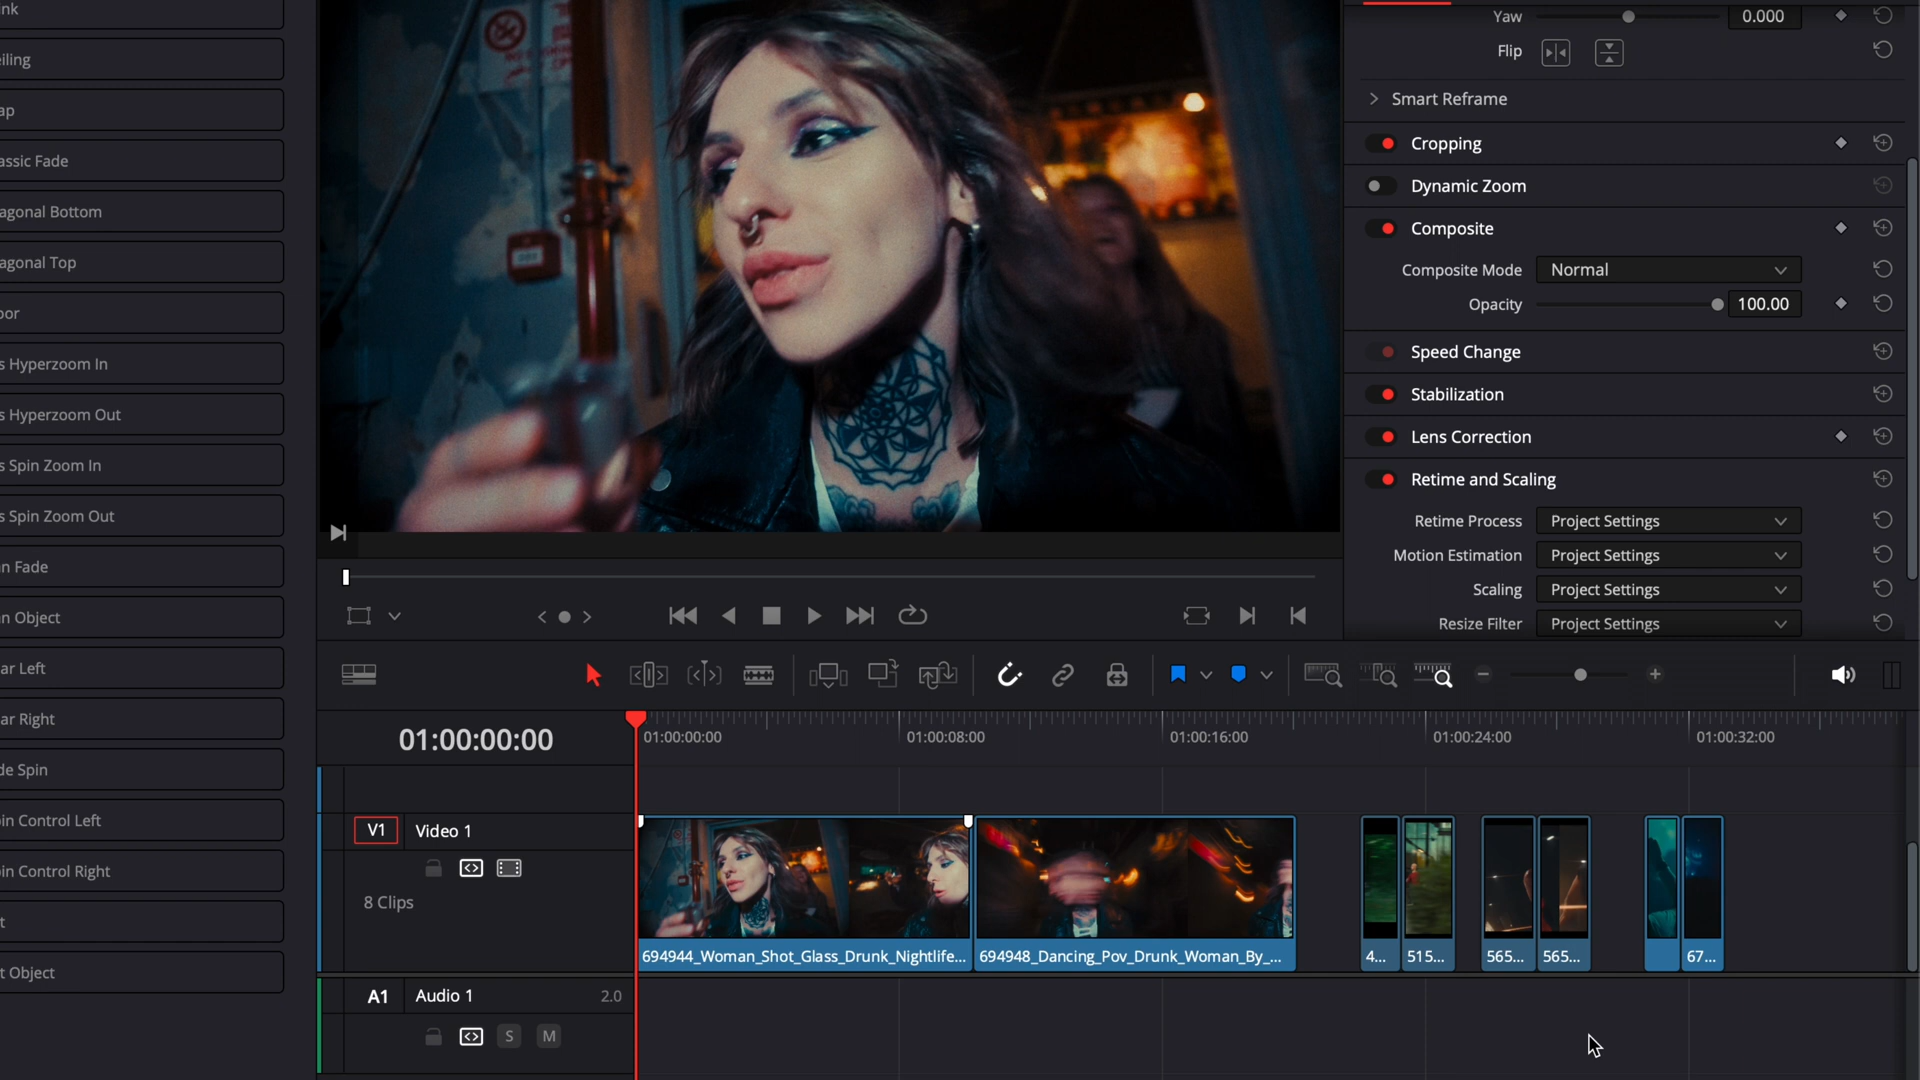 ink
eiling
ap
assic Fade
agonal Bottom
agonal Top
oor
s Hyperzoom In
s Hyperzoom Out
s Spin Zoom In
s Spin Zoom Out
n Fade
n Object
ar Left
ar Right
de Spin
in Control Left
in Control Right
t
t Object
Yaw 0.000
Flip
Smart Reframe
Cropping
Dynamic Zoom
Composite
Composite Mode Normal
Opacity 100.00
Speed Change
Stabilization
Lens Correction
Retime and Scaling
Retime Process Project Settings
Motion Estimation Project Settings
Scaling Project Settings
Resize Filter Project Settings
01:00:00:00
01:00:00:00 01:00:08:00 01:00:16:00 01:00:24:00 01:00:32:00
V1 Video 1
8 Clips
694944_Woman_Shot_Glass_Drunk_Nightlife... 694948_Dancing_Pov_Drunk_Woman_By_... 4... 515... 565... 565... 67...
A1 Audio 1 2.0
S M